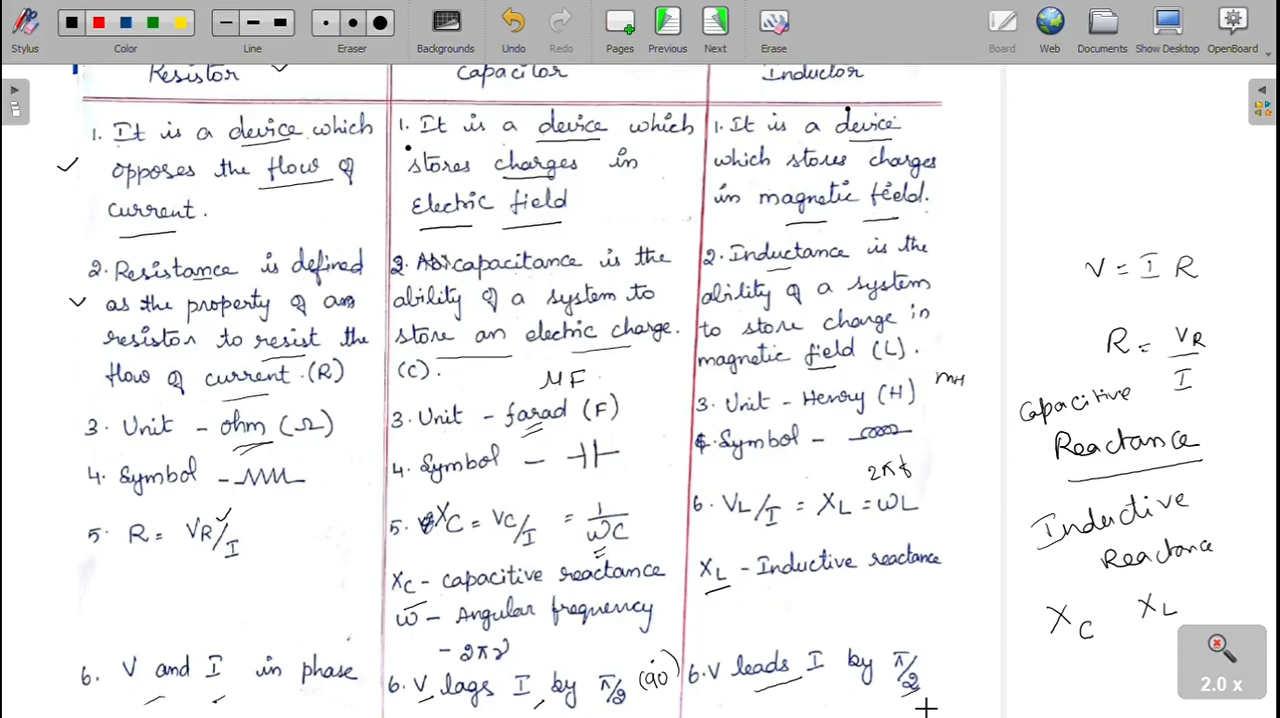 Stylus
Color
Line
Eraser
Backgrounds
Undo
Redo
Pages
Previous
Next
Erase
Board
Web
Documents
Show Desktop
OpenBoard
Resistor
Capacitor
Inductor
1. It is a device which
opposes the flow of
current.
2. Resistance is defined
as the property of an
resistor to resist the
flow of current. (R)
3. Unit - ohm (Ω)
4. Symbol -
5. R = VR/I
6. V and I in phase
1. It is a device which
stores charges in
Electric field
2. capacitance is the
ability of a system to
store an electric charge.
(C).
MF
3. Unit - farad (F)
4. Symbol -
5. XC = VC/I = 1/ωC
XC - capacitive reactance
ω - Angular frequency
- 2πν
6. V lags I by π/2 (90°)
1. It is a device
which stores charges
in magnetic field.
2. Inductance is the
ability of a system
to store charge in
magnetic field (L).
3. Unit - Henry (H)
mH
Symbol -
2πf
6. VL/I = XL = ωL
XL - Inductive reactance
6. V leads I by π/2
V = I R
R = VR/I
Capacitive
Reactance
Inductive
Reactance
XC XL
2.0 x